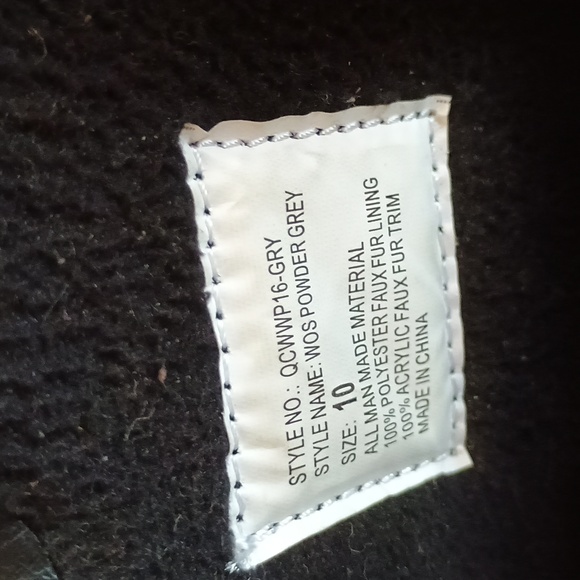 STYLE NO.: QCWWP16-GRY
STYLE NAME: WOS POWDER GREY
SIZE: 10
ALL MAN MADE MATERIAL
100% POLYESTER FAUX FUR LINING
100% ACRYLIC FAUX FUR TRIM
MADE IN CHINA